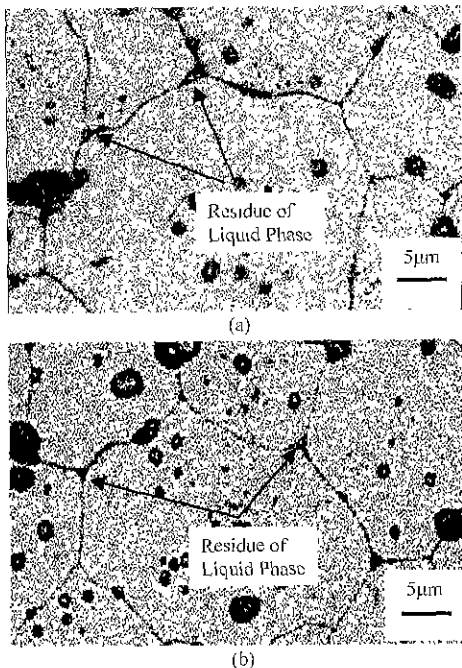 Residue of
Liquid Phase
5μm
(a)
Residue of
Liquid Phase
5μm
(b)